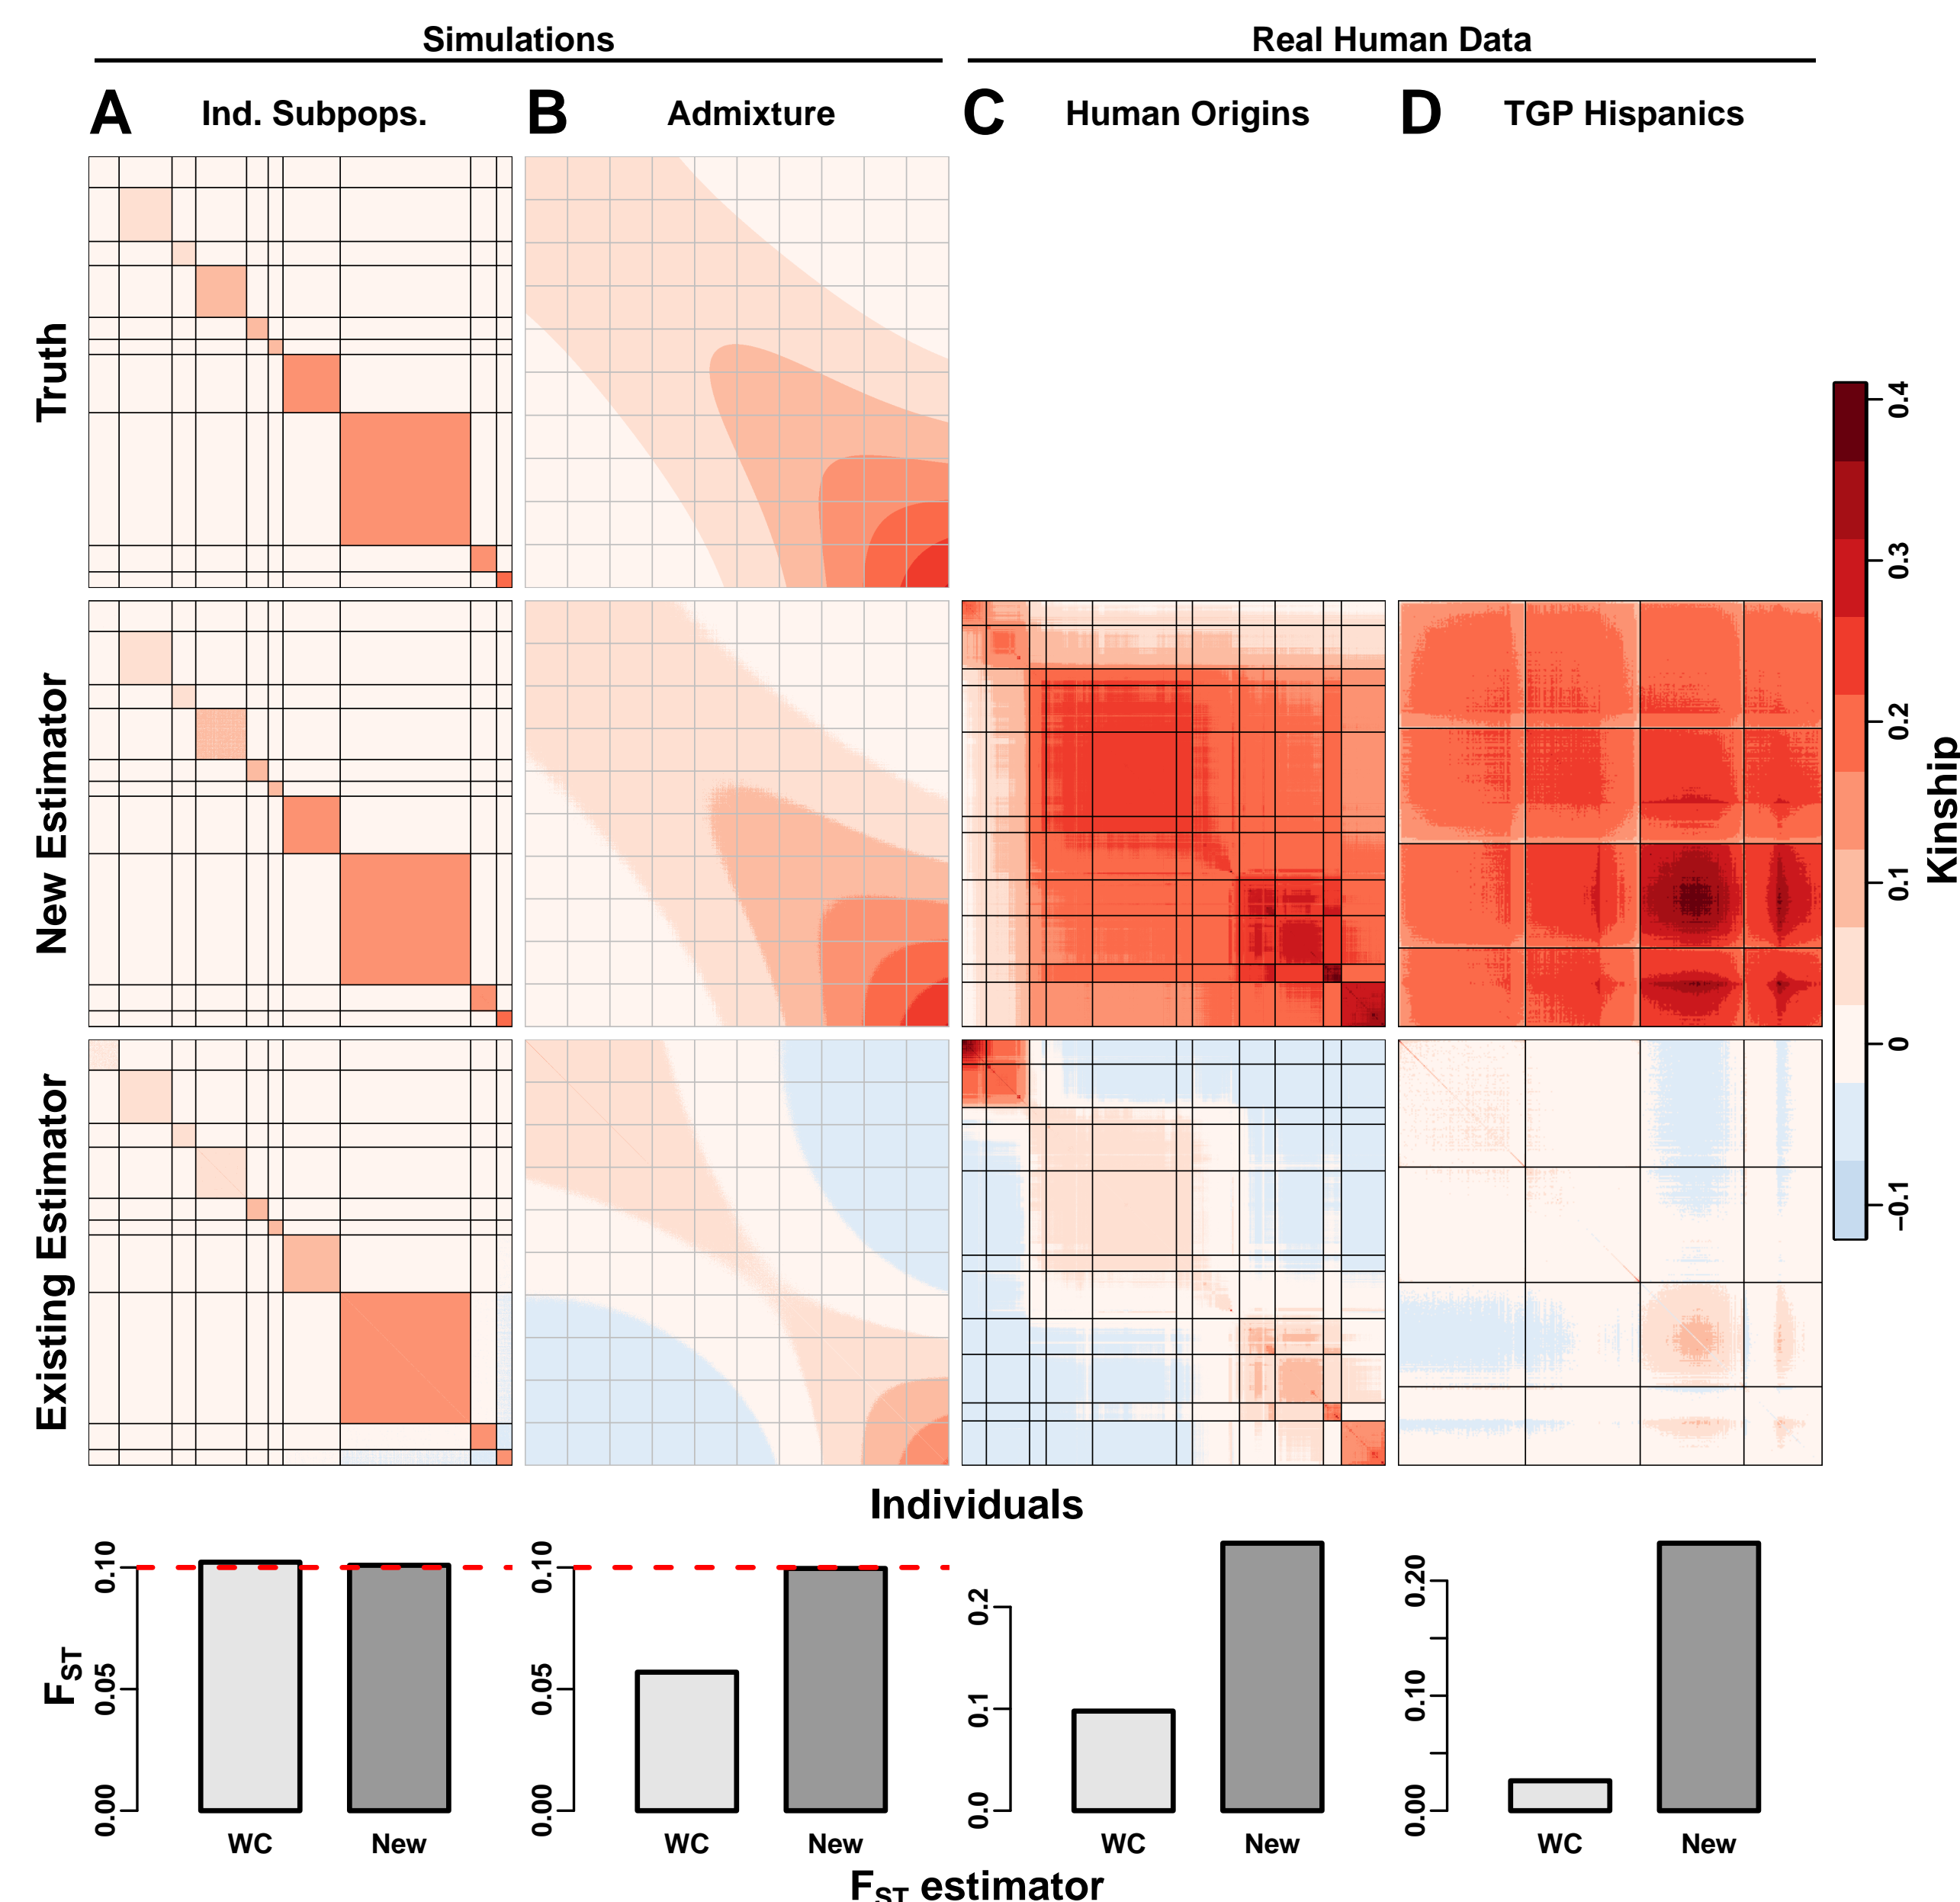 Simulations
Real Human Data
A Ind. Subpops.
B Admixture
C Human Origins
D TGP Hispanics
Truth
New Estimator
Existing Estimator
Kinship
0.4
0.3
0.2
0.1
0
−0.1
Individuals
FST
0.10
0.05
0.00
WC
New
0.10
0.05
0.00
WC
New
0.2
0.1
0.0
WC
New
0.20
0.10
0.00
WC
New
FST estimator